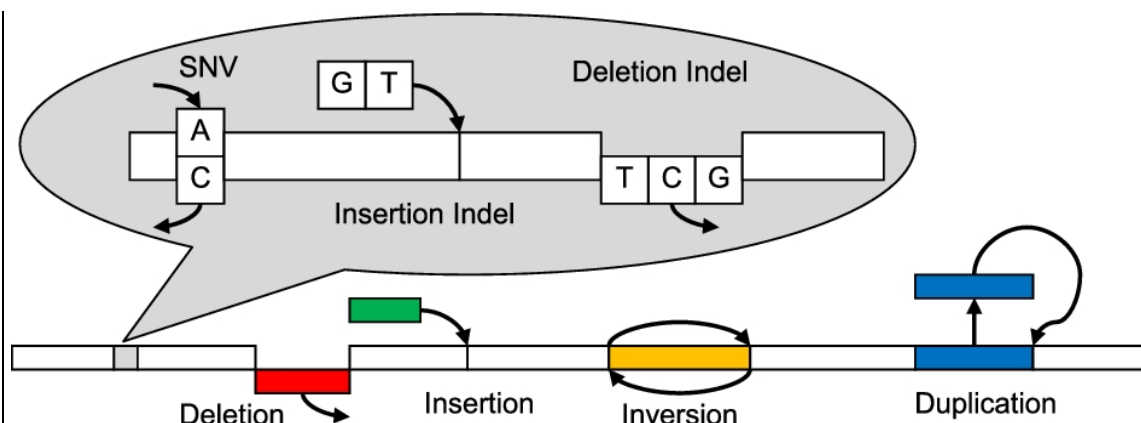 SNV
G T
Deletion Indel
A
C
T C G
Insertion Indel
Deletion
Insertion
Inversion
Duplication